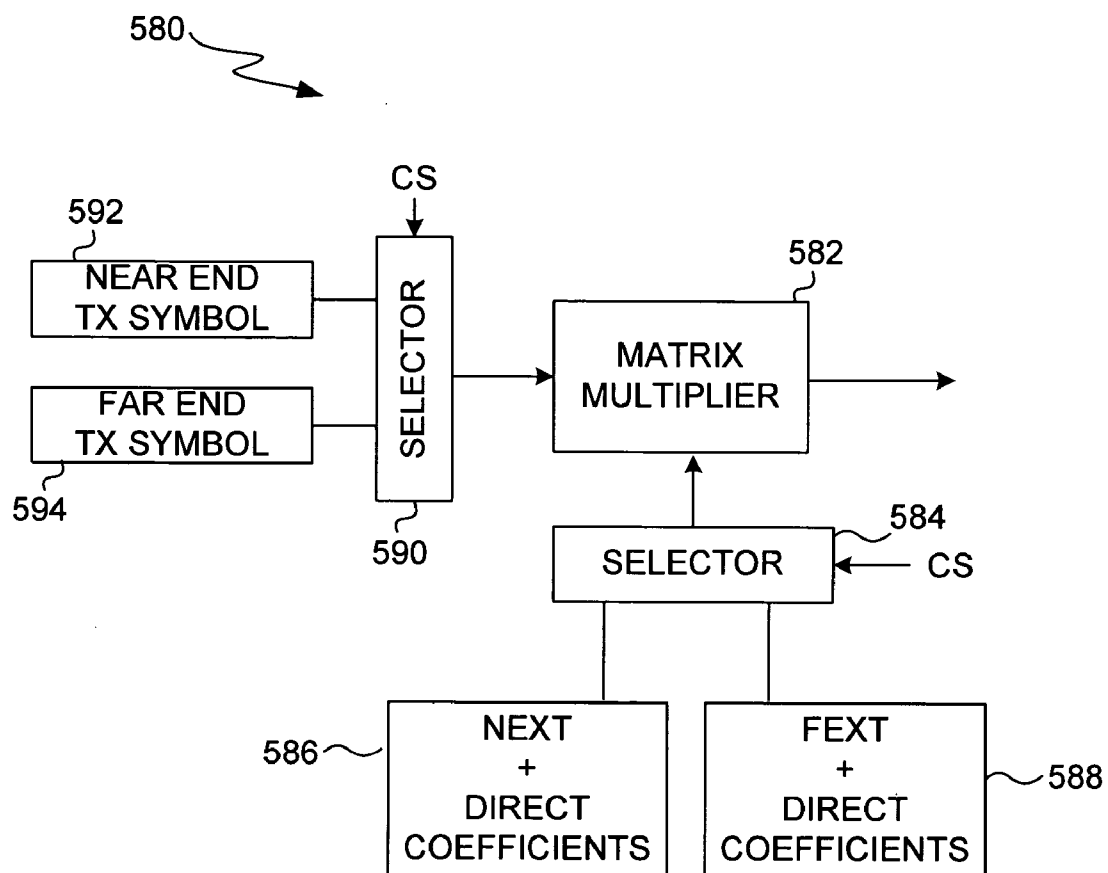 580
CS
592
NEAR END
TX SYMBOL
SELECTOR
582
MATRIX
MULTIPLIER
FAR END
TX SYMBOL
594
590
584
SELECTOR
CS
586
NEXT
+
DIRECT
COEFFICIENTS
FEXT
+
DIRECT
COEFFICIENTS
588